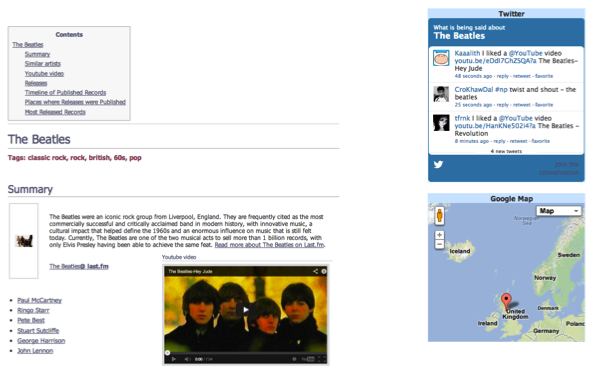 Contents
The Beatles
Summary
Similar artists
Youtube video
Releases
Timeline of Published Records
Places where Releases were Published
Most Released Records
The Beatles
Tags: classic rock, rock, british, 60s, pop
Summary
The Beatles were an iconic rock group from Liverpool, England. They are frequently cited as the most
commercially successful and critically acclaimed band in modern history, with innovative music, a
cultural impact that helped define the 1960s and an enormous influence on music that is still felt
today. Currently, The Beatles are one of the two musical acts to sell more than 1 billion records, with
only Elvis Presley having been able to achieve the same feat. Read more about The Beatles on Last.fm.
The Beatles@ last.fm
Youtube video
The Beatles-Hey Jude
Paul McCartney
Ringo Starr
Pete Best
Stuart Sutcliffe
George Harrison
John Lennon
Twitter
What is being said about
The Beatles
Kaaalith I liked a @YouTube video
youtu.be/eDdI7GhZSQA?a The Beatles–
Hey Jude
48 seconds ago · reply · retweet · favorite
CroKhawDal #np twist and shout – the
beatles
25 seconds ago · reply · retweet · favorite
tfrnk I liked a @YouTube video
youtu.be/HanKNe502i4?a The Beatles –
Revolution
8 minutes ago · reply · retweet · favorite
4 new tweets
Join the
conversation
Google Map
Map
Norwegian
Sea
Iceland
Sweden
Norway
United
Kingdom
Denmark
Ireland
Poland
Germany